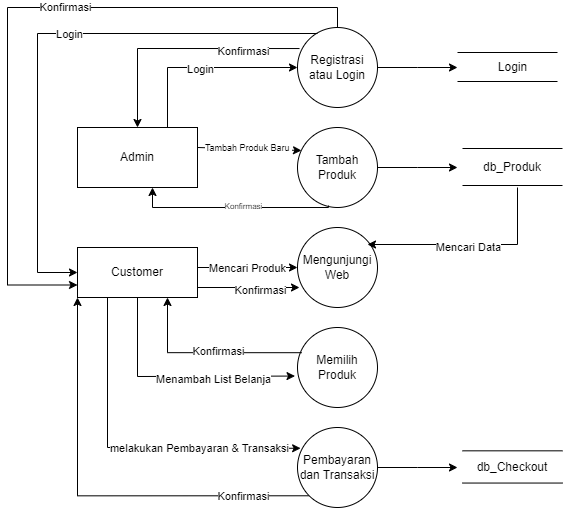 Konfirmasi
Login
Konfirmasi
Login
Registrasi
atau Login
Login
Admin
Tambah Produk Baru
Tambah
Produk
db_Produk
Konfirmasi
Mencari Data
Customer
Mencari Produk
Konfirmasi
Mengunjungi
Web
Konfirmasi
Menambah List Belanja
Memilih
Produk
melakukan Pembayaran & Transaksi
Pembayaran
dan Transaksi
db_Checkout
Konfirmasi